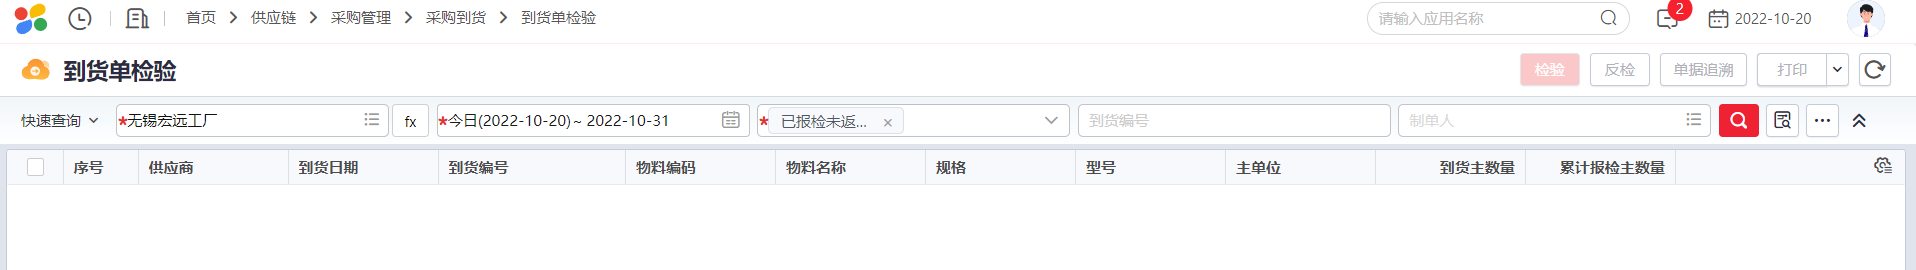 首页 > 供应链 > 采购管理 > 采购到货 > 到货单检验 请输入应用名称 2 2022-10-20
到货单检验 检验 反检 单据追溯 打印
快速查询 *无锡宏远工厂 fx *今日(2022-10-20) ~ 2022-10-31 * 已报检未返... × 到货编号 制单人 ...
序号 供应商 到货日期 到货编号 物料编码 物料名称 规格 型号 主单位 到货主数量 累计报检主数量